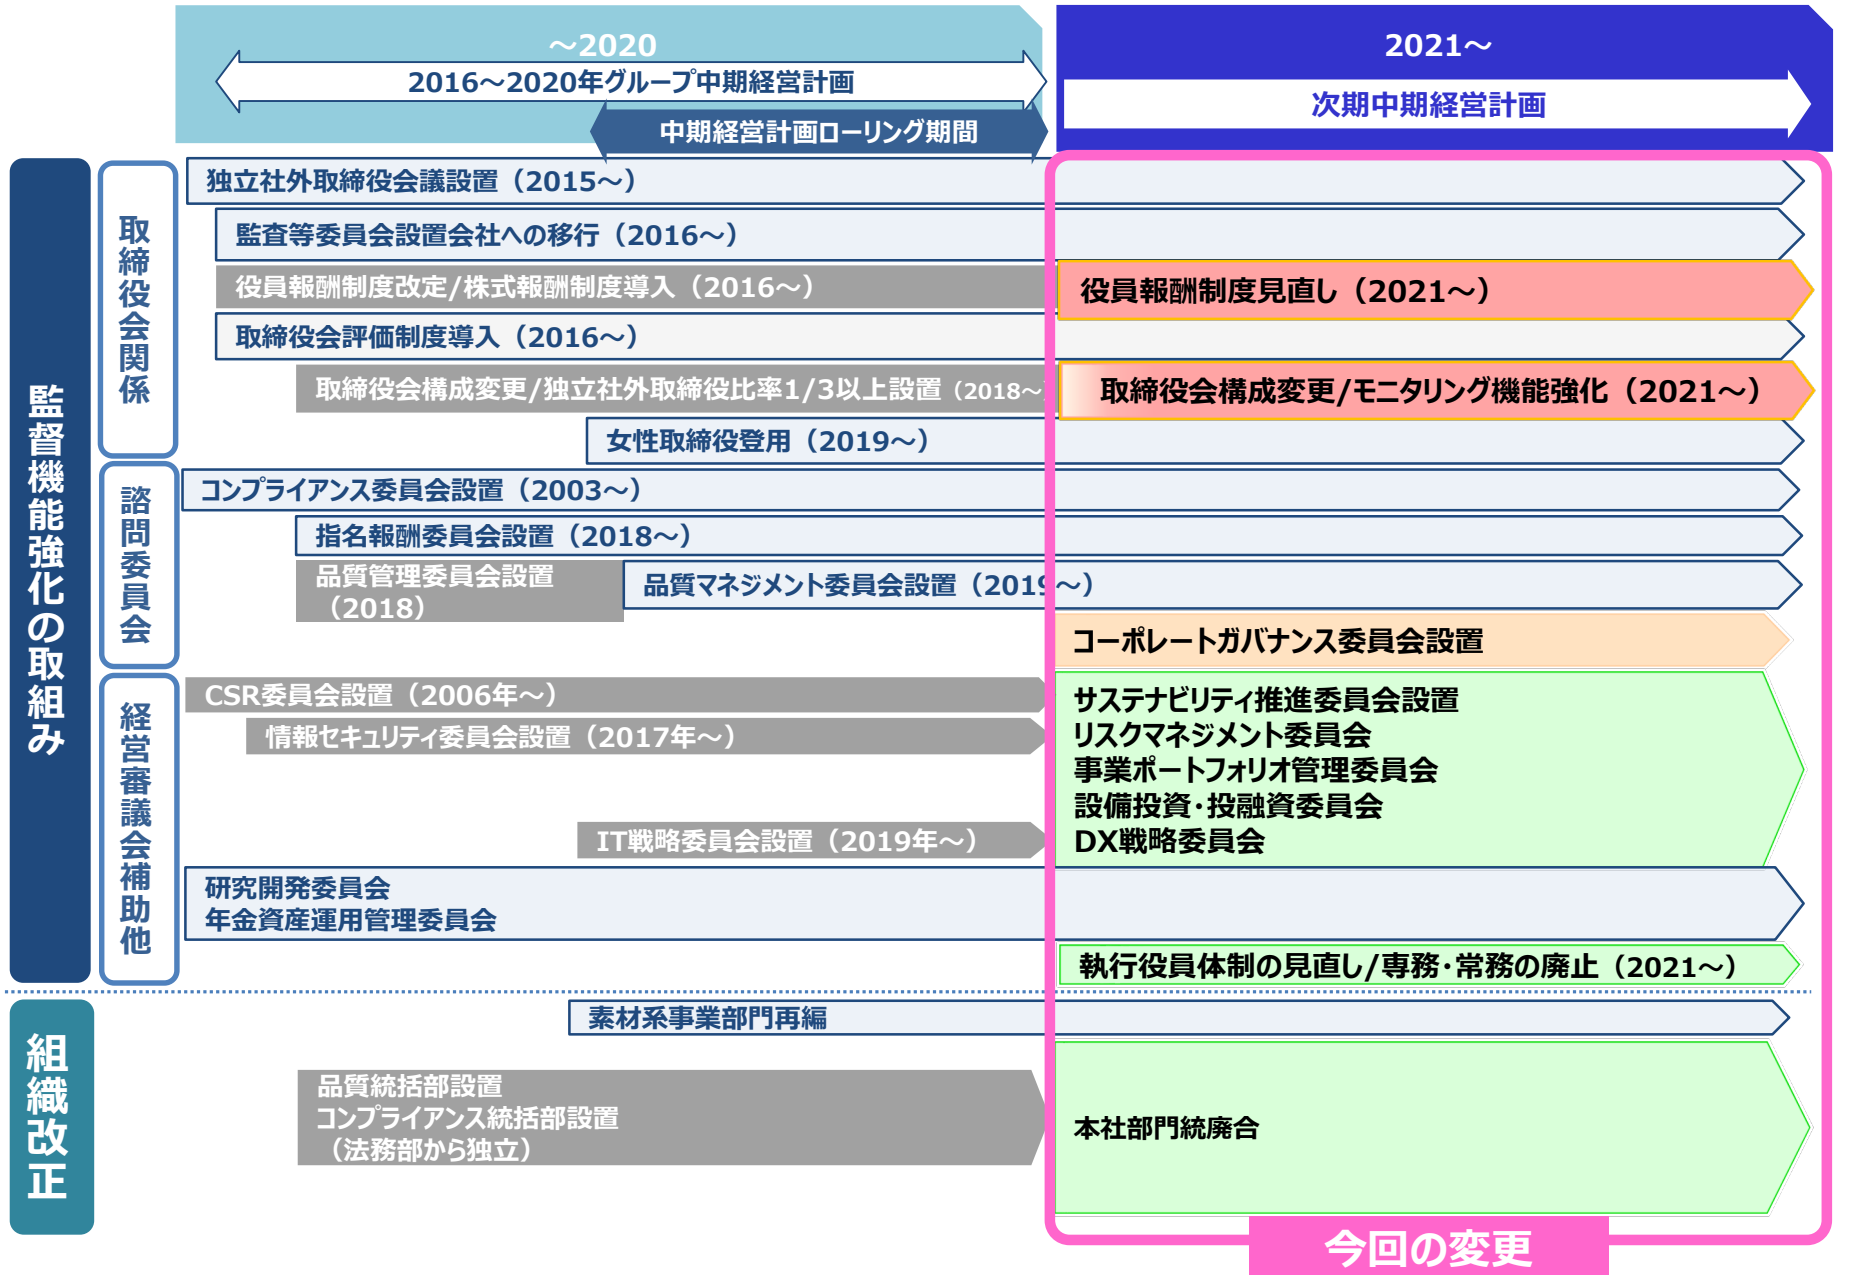 ～2020
2016～2020年グループ中期経営計画
中期経営計画ローリング期間
2021～
次期中期経営計画
監督機能強化の取組み
取締役会関係
独立社外取締役会議設置（2015～）
監査等委員会設置会社への移行（2016～）
役員報酬制度改定/株式報酬制度導入（2016～）
役員報酬制度見直し（2021～）
取締役会評価制度導入（2016～）
取締役会構成変更/独立社外取締役比率1/3以上設置（2018～
取締役会構成変更/モニタリング機能強化（2021～）
女性取締役登用（2019～）
諮問委員会
コンプライアンス委員会設置（2003～）
指名報酬委員会設置（2018～）
品質管理委員会設置
（2018）
品質マネジメント委員会設置（2019～）
コーポレートガバナンス委員会設置
経営審議会補助他
CSR委員会設置（2006年～）
情報セキュリティ委員会設置（2017年～）
IT戦略委員会設置（2019年～）
サステナビリティ推進委員会設置
リスクマネジメント委員会
事業ポートフォリオ管理委員会
設備投資・投融資委員会
DX戦略委員会
研究開発委員会
年金資産運用管理委員会
執行役員体制の見直し/専務・常務の廃止（2021～）
組織改正
素材系事業部門再編
品質統括部設置
コンプライアンス統括部設置
（法務部から独立）
本社部門統廃合
今回の変更